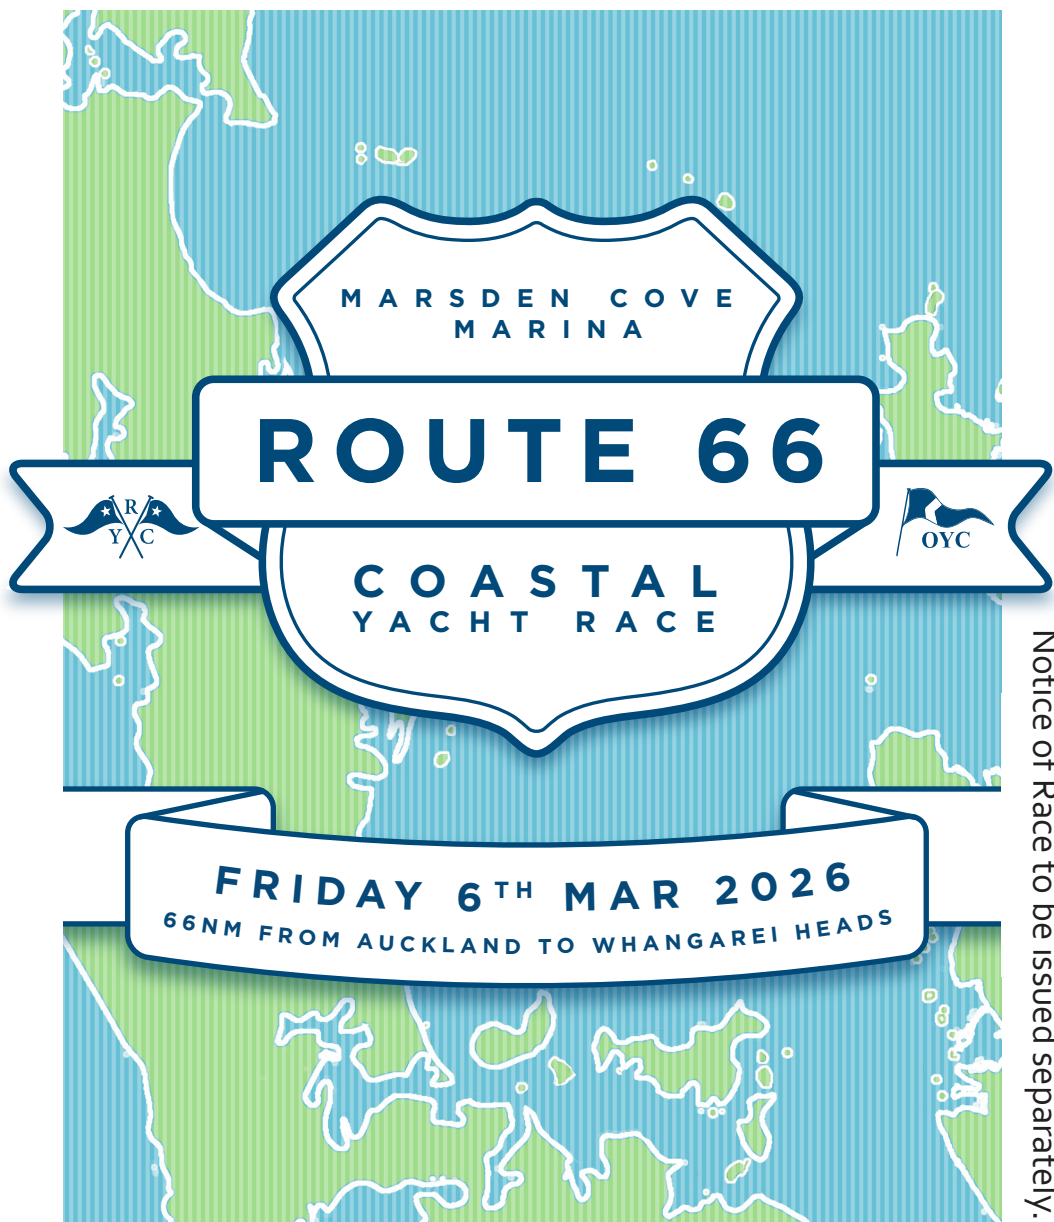 MARSDEN COVE
MARINA
ROUTE 66
R
Y C
OYC
COASTAL
YACHT RACE
FRIDAY 6TH MAR 2026
66NM FROM AUCKLAND TO WHANGAREI HEADS
Notice of Race to be issued separately.